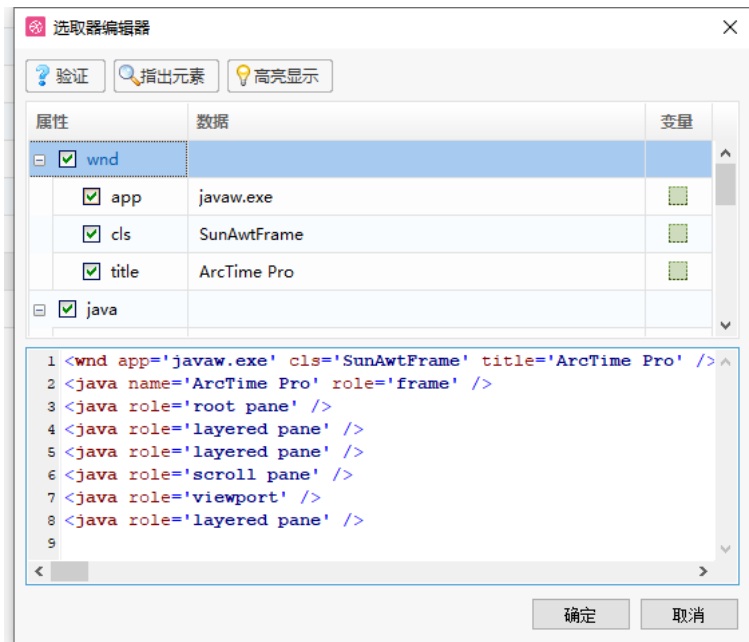 选取器编辑器
验证 指出元素 高亮显示
属性 数据 变量
wnd
app javaw.exe
cls SunAwtFrame
title ArcTime Pro
java
1 <wnd app='javaw.exe' cls='SunAwtFrame' title='ArcTime Pro' />
2 <java name='ArcTime Pro' role='frame' />
3 <java role='root pane' />
4 <java role='layered pane' />
5 <java role='layered pane' />
6 <java role='scroll pane' />
7 <java role='viewport' />
8 <java role='layered pane' />
9
确定 取消